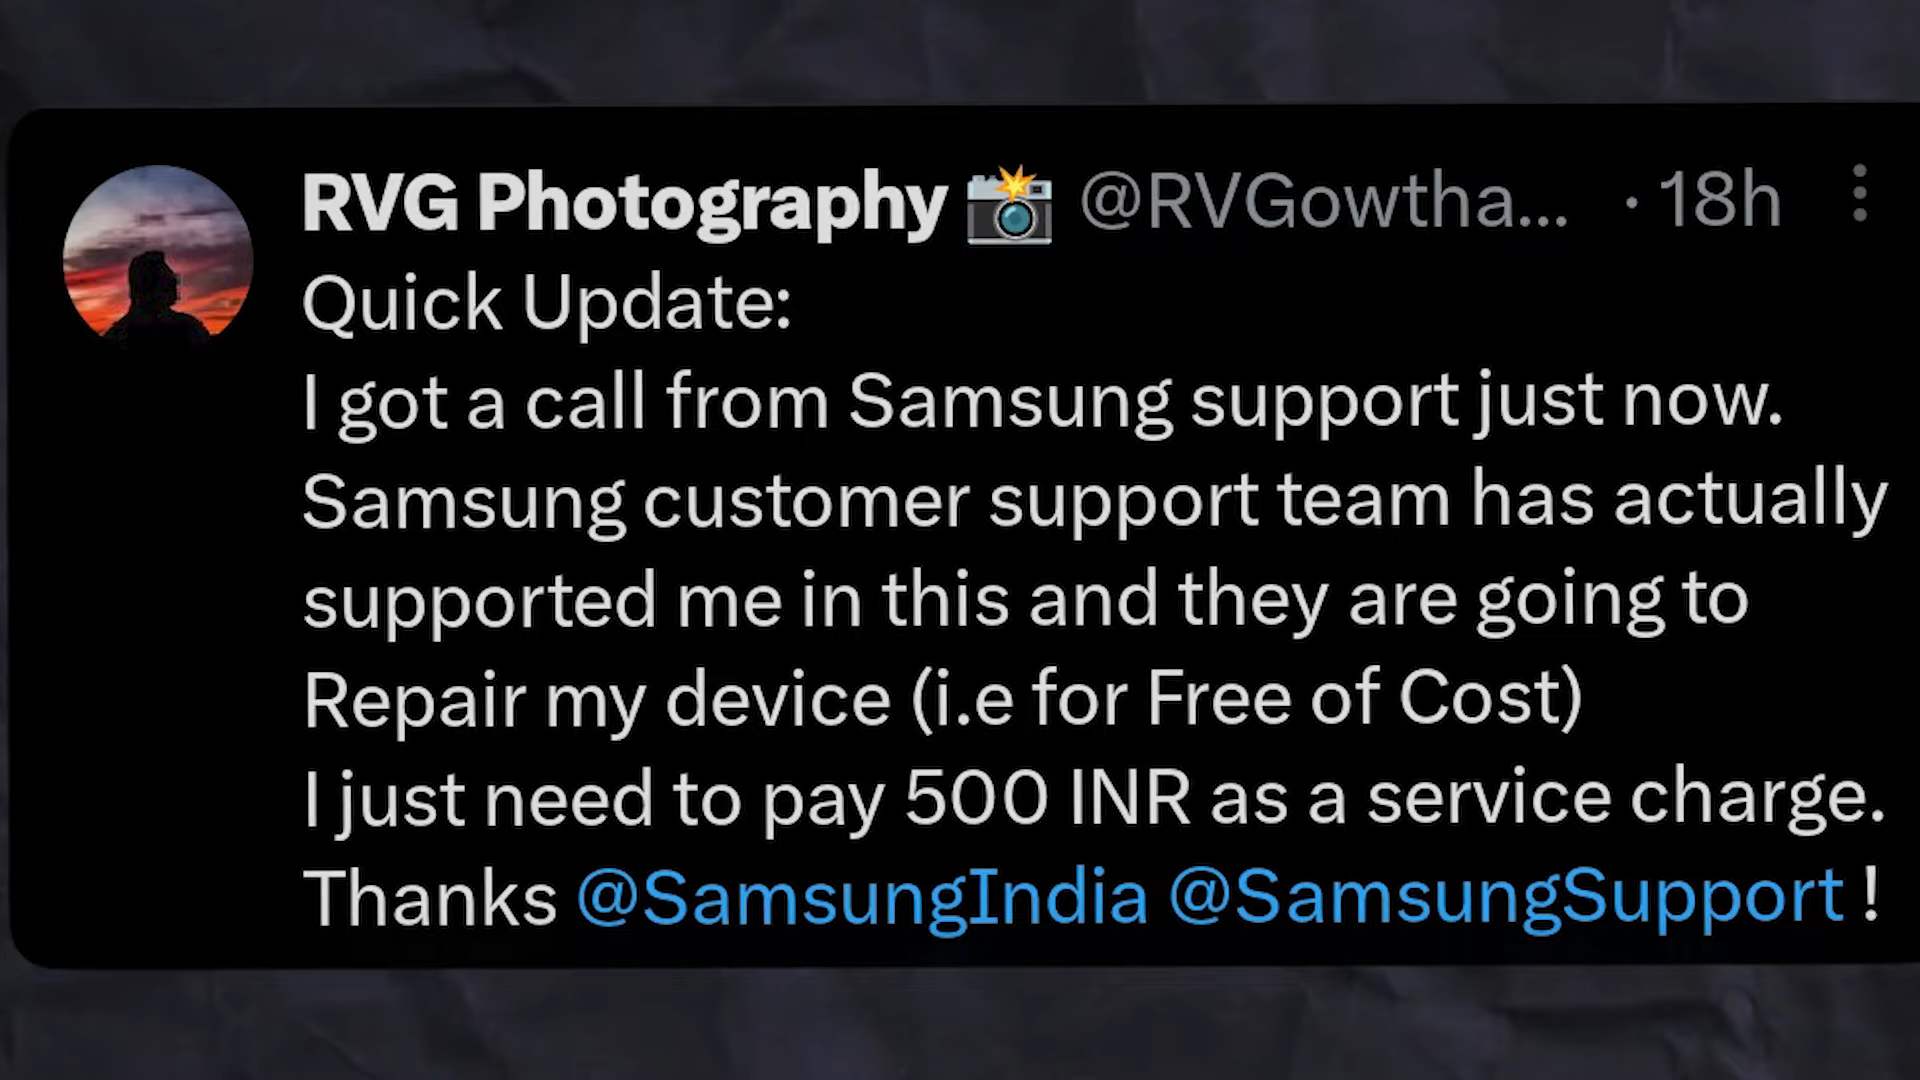 RVG Photography 📸 @RVGowtha... · 18h
Quick Update:
I got a call from Samsung support just now.
Samsung customer support team has actually
supported me in this and they are going to
Repair my device (i.e for Free of Cost)
I just need to pay 500 INR as a service charge.
Thanks @SamsungIndia @SamsungSupport !